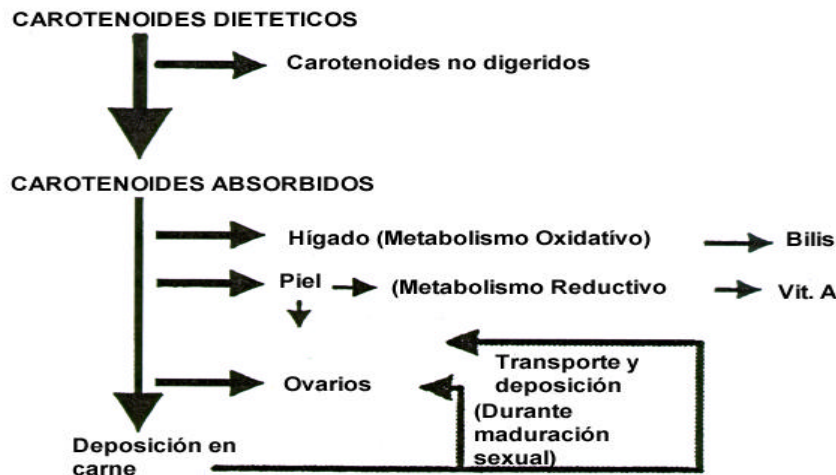 CAROTENOIDES DIETETICOS
Carotenoides no digeridos
CAROTENOIDES ABSORBIDOS
Hígado (Metabolismo Oxidatívo) Bilis
Piel (Metabolismo Reductivo Vit. A
Ovarios
Transporte y
deposición
(Durante
maduración
sexual)
Deposición en
carne